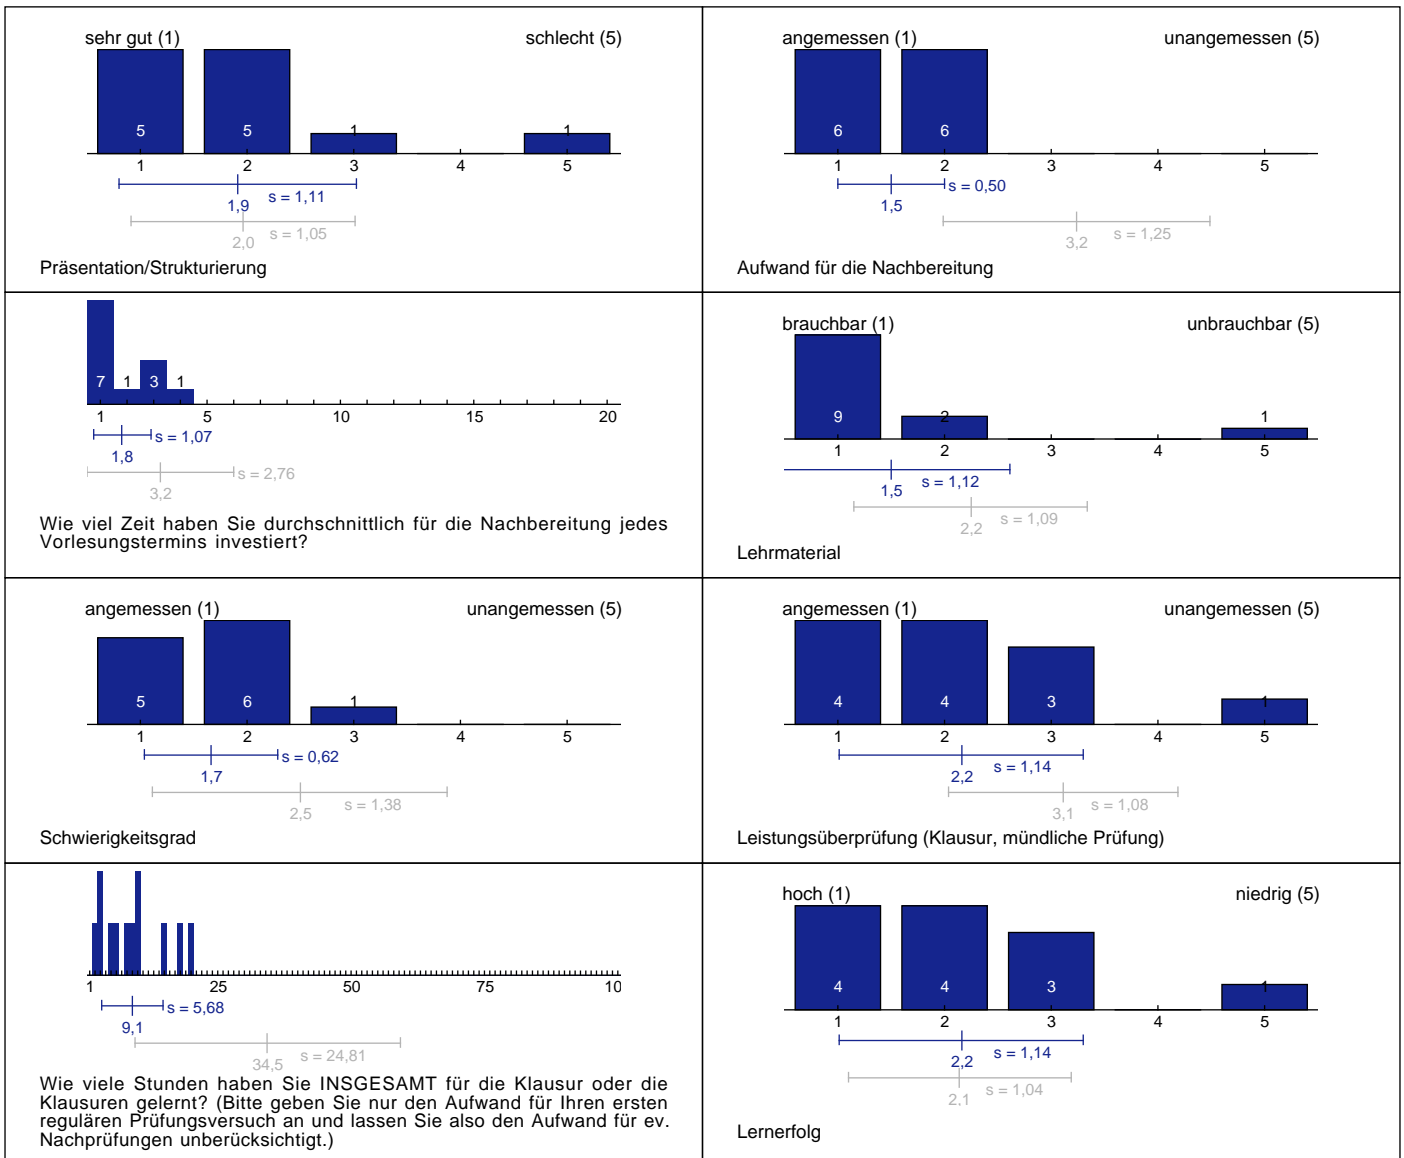 sehr gut (1) schlecht (5)
5 5 1 1
1 2 3 4 5
s = 1,11
1,9
s = 1,05
2,0
Präsentation/Strukturierung
angemessen (1) unangemessen (5)
6 6
1 2 3 4 5
s = 0,50
1,5
s = 1,25
3,2
Aufwand für die Nachbereitung
7 1 3 1
1 5 10 15 20
s = 1,07
1,8
s = 2,76
3,2
Wie viel Zeit haben Sie durchschnittlich für die Nachbereitung jedes
Vorlesungstermins investiert?
brauchbar (1) unbrauchbar (5)
9 2 1
1 2 3 4 5
s = 1,12
1,5
s = 1,09
2,2
Lehrmaterial
angemessen (1) unangemessen (5)
5 6 1
1 2 3 4 5
s = 0,62
1,7
s = 1,38
2,5
Schwierigkeitsgrad
angemessen (1) unangemessen (5)
4 4 3 1
1 2 3 4 5
s = 1,14
2,2
s = 1,08
3,1
Leistungsüberprüfung (Klausur, mündliche Prüfung)
1 25 50 75 10
s = 5,68
9,1
s = 24,81
34,5
Wie viele Stunden haben Sie INSGESAMT für die Klausur oder die
Klausuren gelernt? (Bitte geben Sie nur den Aufwand für Ihren ersten
regulären Prüfungsversuch an und lassen Sie also den Aufwand für ev.
Nachprüfungen unberücksichtigt.)
hoch (1) niedrig (5)
4 4 3 1
1 2 3 4 5
s = 1,14
2,2
s = 1,04
2,1
Lernerfolg